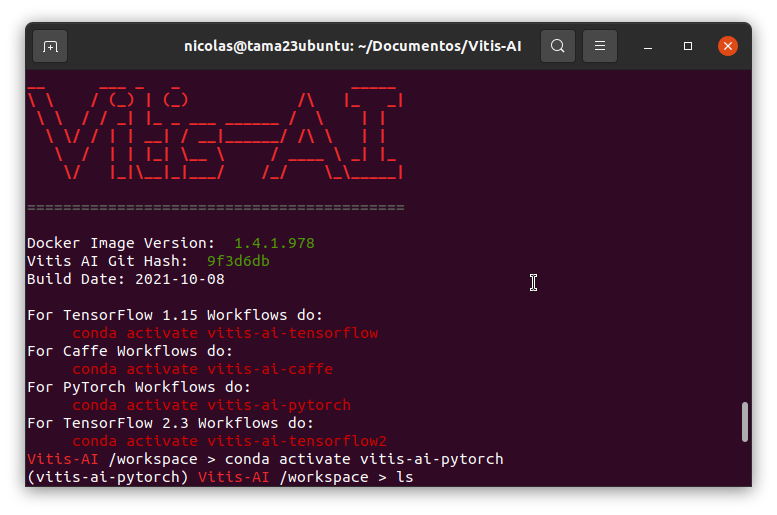 nicolas@tama23ubuntu: ~/Documentos/Vitis-AI
Vitis-AI
==========================================
Docker Image Version:  1.4.1.978
Vitis AI Git Hash:  9f3d6db
Build Date: 2021-10-08
For TensorFlow 1.15 Workflows do:
conda activate vitis-ai-tensorflow
For Caffe Workflows do:
conda activate vitis-ai-caffe
For PyTorch Workflows do:
conda activate vitis-ai-pytorch
For TensorFlow 2.3 Workflows do:
conda activate vitis-ai-tensorflow2
Vitis-AI /workspace > conda activate vitis-ai-pytorch
(vitis-ai-pytorch) Vitis-AI /workspace > ls